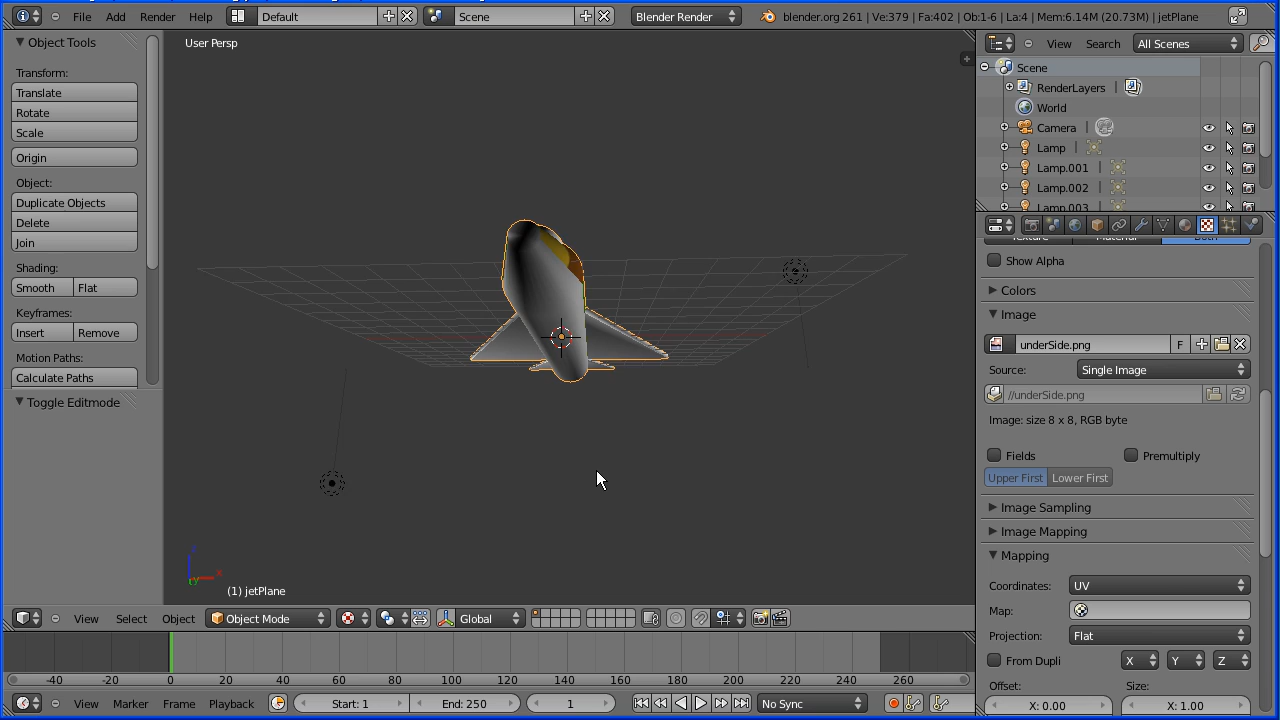 File Add Render Help Default Scene Blender Render blender.org 261 | Ve:379 | Fa:402 | Ob:1-6 | La:4 | Mem:6.14M (20.73M) | jetPlane
Object Tools
Transform:
Translate
Rotate
Scale
Origin
Object:
Duplicate Objects
Delete
Join
Shading:
Smooth Flat
Keyframes:
Insert Remove
Motion Paths:
Calculate Paths
Toggle Editmode
User Persp
(1) jetPlane
View Select Object Object Mode Global
-40 -20 0 20 40 60 80 100 120 140 160 180 200 220 240 260
View Marker Frame Playback Start: 1 End: 250 1 No Sync
View Search All Scenes
Scene
RenderLayers |
World
Camera |
Lamp |
Lamp.001 |
Lamp.002 |
Lamp.003 |
Texture Material Both
Show Alpha
Colors
Image
underSide.png F
Source: Single Image
//underSide.png
Image: size 8 x 8, RGB byte
Fields Premultiply
Upper First Lower First
Image Sampling
Image Mapping
Mapping
Coordinates: UV
Map:
Projection: Flat
From Dupli X Y Z
Offset: Size:
X: 0.00 X: 1.00